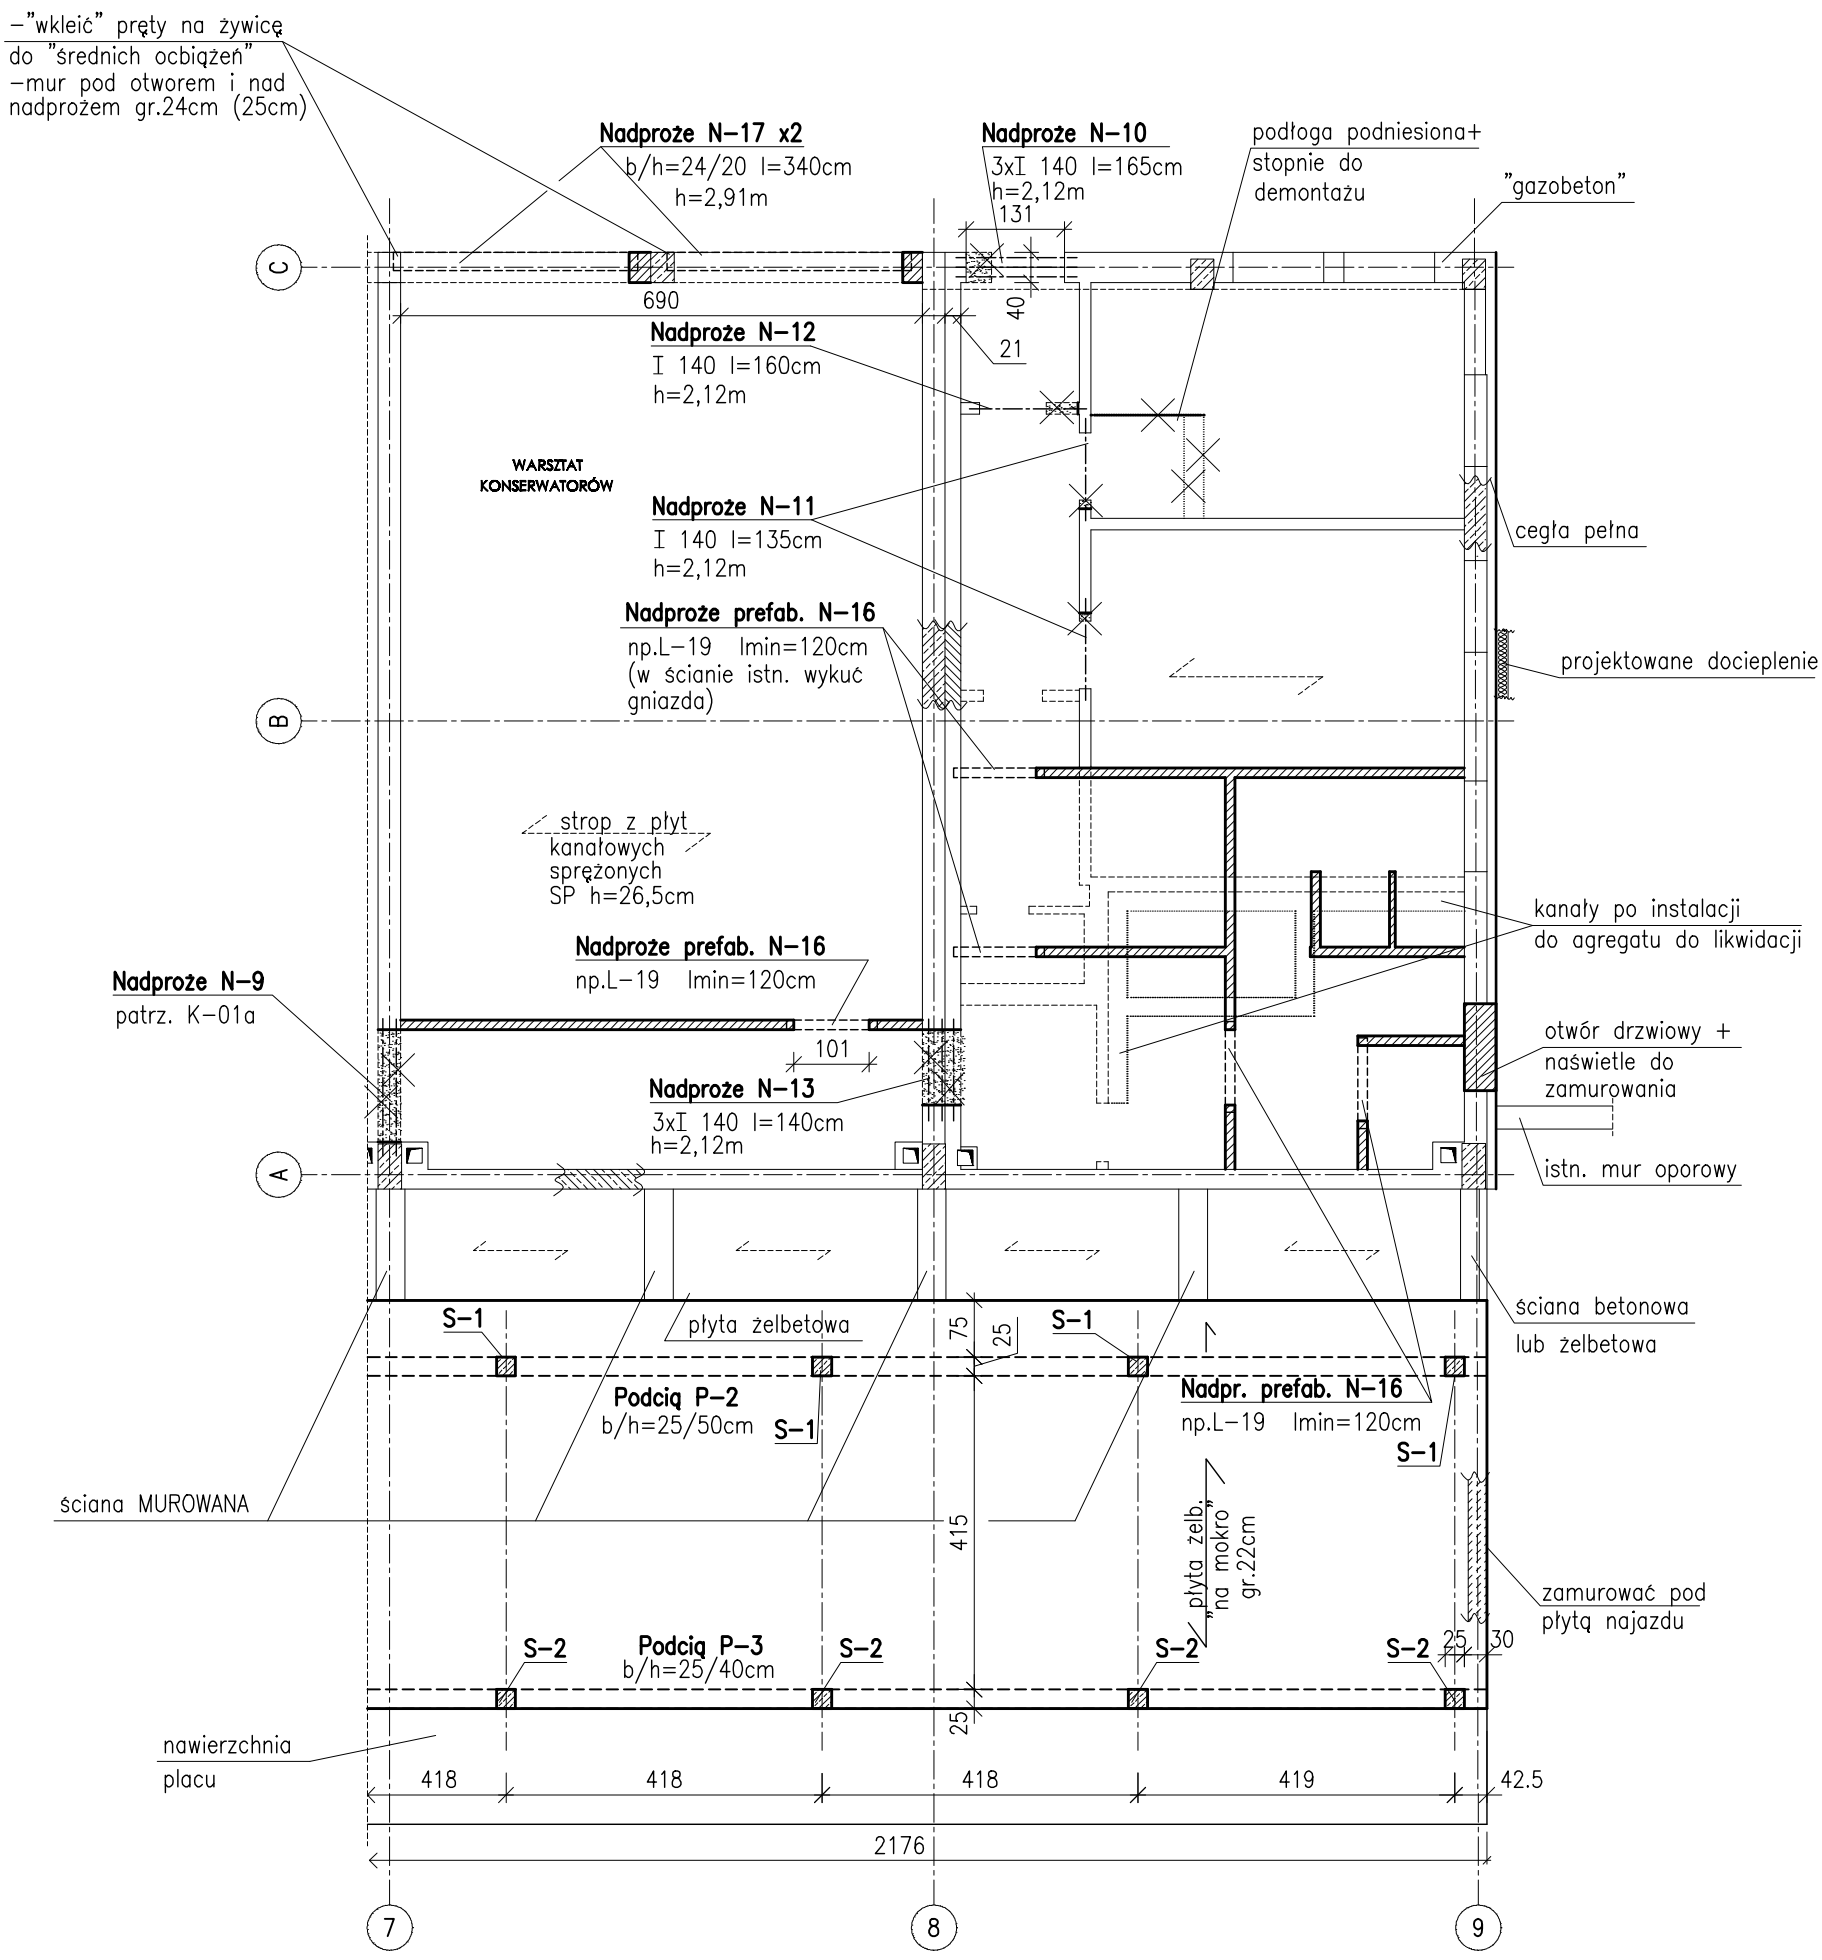 -"wkleić" pręty na żywicę
do "średnich ocbiążeń"
-mur pod otworem i nad
nadprożem gr.24cm (25cm)
Nadproże N-17 x2
b/h=24/20 l=340cm
h=2,91m
Nadproże N-10
3xI 140 l=165cm
h=2,12m
131
podłoga podniesiona+
stopnie do
demontażu
"gazobeton"
C
690
40
21
Nadproże N-12
I 140 l=160cm
h=2,12m
WARSZTAT
KONSERWATORÓW
Nadproże N-11
I 140 l=135cm
h=2,12m
cegła pełna
Nadproże prefab. N-16
np.L-19 lmin=120cm
(w ścianie istn. wykuć
gniazda)
projektowane docieplenie
B
strop z płyt
kanałowych
sprężonych
SP h=26,5cm
kanały po instalacji
do agregatu do likwidacji
Nadproże prefab. N-16
np.L-19 lmin=120cm
Nadproże N-9
patrz. K-01a
101
otwór drzwiowy +
naświetle do
zamurowania
Nadproże N-13
3xI 140 l=140cm
h=2,12m
A
istn. mur oporowy
ściana betonowa
lub żelbetowa
płyta żelbetowa
S-1
75
25
S-1
Podciąg P-2
b/h=25/50cm
S-1
Nadpr. prefab. N-16
np.L-19 lmin=120cm
S-1
ściana MUROWANA
415
płyta żelb.
"na mokro"
gr.22cm
zamurować pod
płytą najazdu
25
30
Podciąg P-3
b/h=25/40cm
S-2
S-2
S-2
S-2
25
nawierzchnia
placu
418
418
418
419
42.5
2176
7
8
9